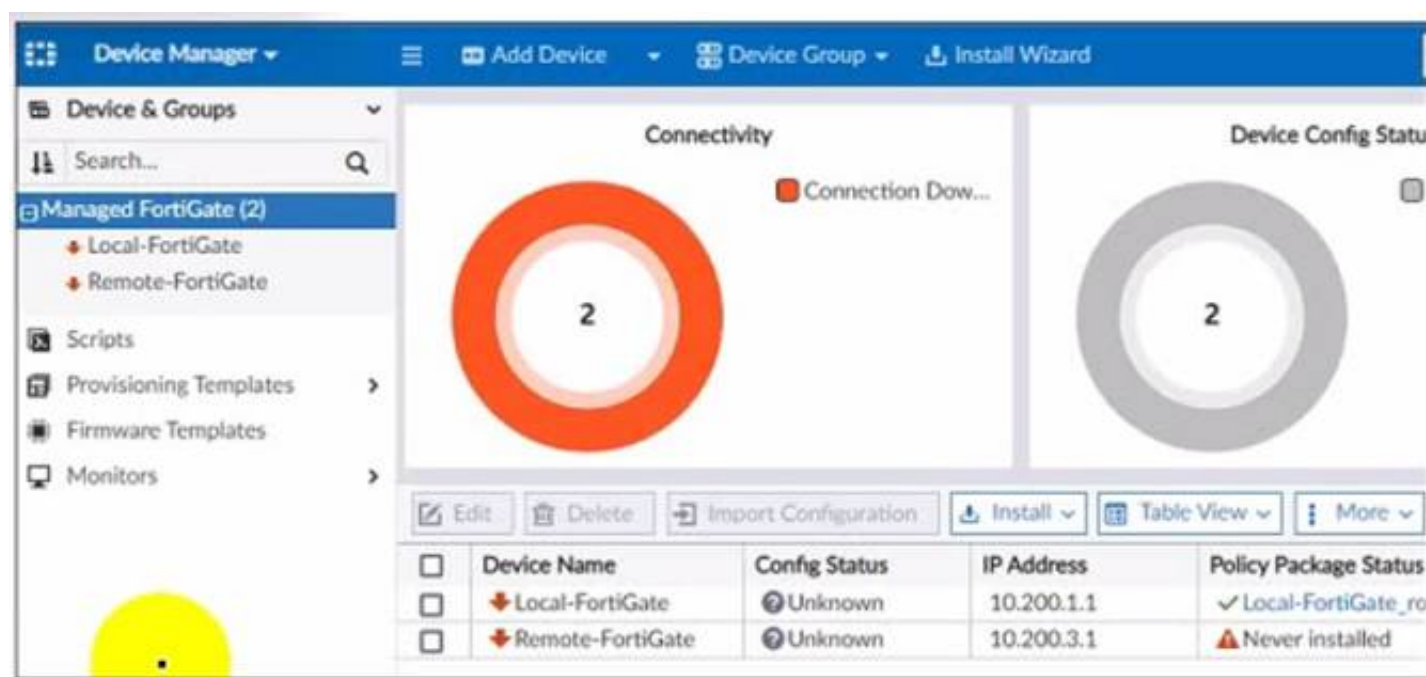 Device Manager Add Device Device Group Install Wizard
Device & Groups
Search...
Managed FortiGate (2)
Local-FortiGate
Remote-FortiGate
Scripts
Provisioning Templates
Firmware Templates
Monitors
Connectivity
Connection Dow...
2
Device Config Statu
2
Edit Delete Import Configuration Install Table View More
Device Name Config Status IP Address Policy Package Status
Local-FortiGate Unknown 10.200.1.1 Local-FortiGate_ro
Remote-FortiGate Unknown 10.200.3.1 Never installed